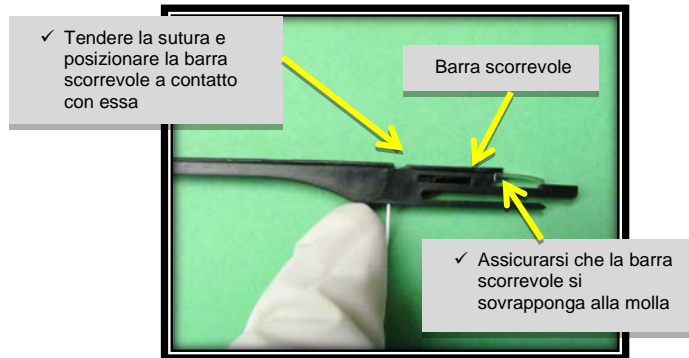 ✓ Tendere la sutura e
posizionare la barra
scorrevole a contatto
con essa
Barra scorrevole
✓ Assicurarsi che la barra
scorrevole si
sovrapponga alla molla